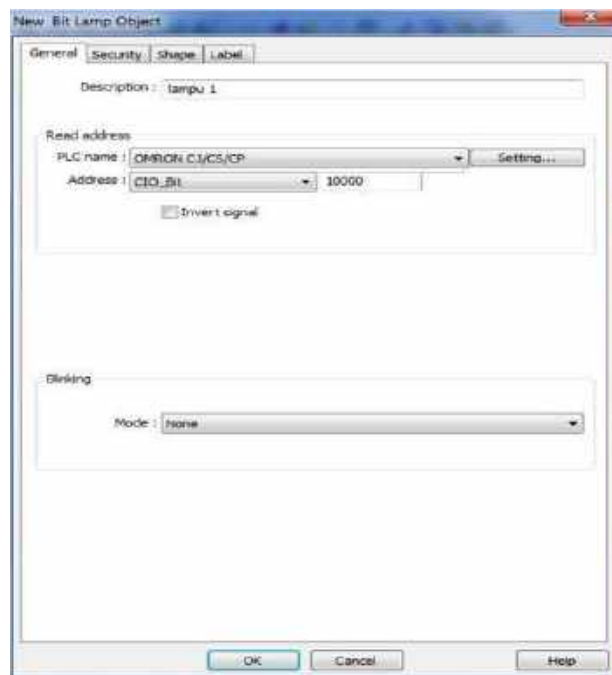 New Bit Lamp Object
General Security Shape Label
Description : lampu 1
Read address
PLC name : OMRON CJ/CS/CP Setting...
Address : CIO_Bit 10000
Invert signal
Blinking
Mode : None
OK Cancel Help